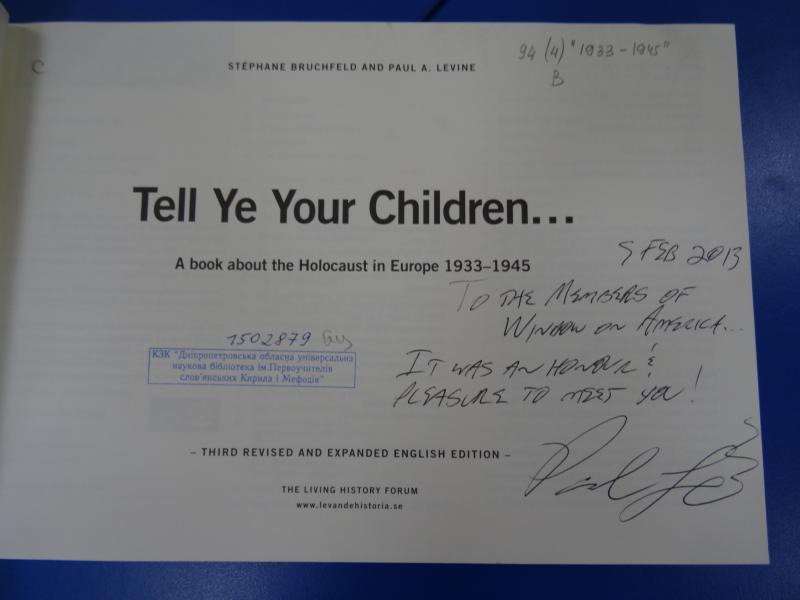 STÉPHANE BRUCHFELD AND PAUL A. LEVINE
94 (4) "1933-1945"
B
Tell Ye Your Children...
A book about the Holocaust in Europe 1933–1945
5 FEB 2013
TO THE MEMBERS OF
WINDOW ON AMERICA...
IT WAS AN HONOUR &
PLEASURE TO MEET YOU!
1502879
КЗК "Дніпропетровська обласна універсальна
наукова бібліотека ім.Первоучителів
слов'янських Кирила і Мефодія"
– THIRD REVISED AND EXPANDED ENGLISH EDITION –
THE LIVING HISTORY FORUM
www.levandehistoria.se